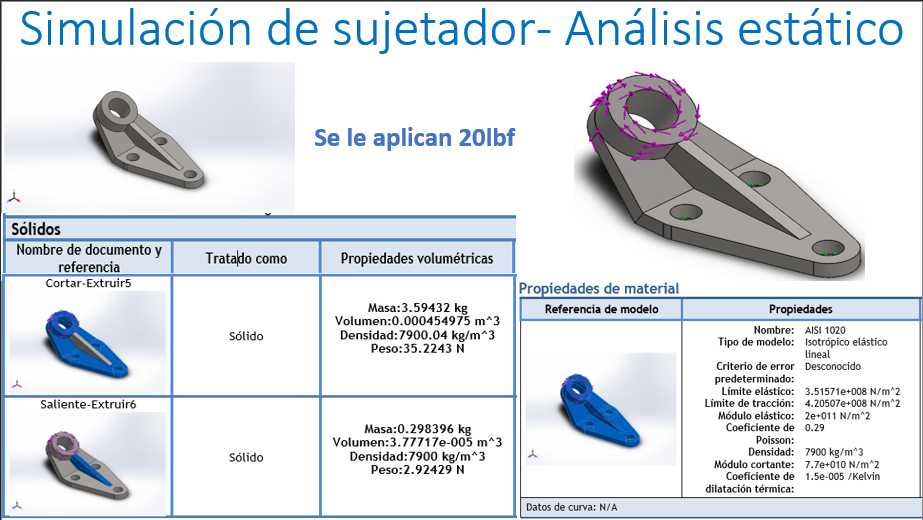 Simulación de sujetador- Análisis estático
Se le aplican 20lbf
Sólidos
Nombre de documento y
referencia
Tratado como
Propiedades volumétricas
Cortar-Extruir5
Sólido
Masa:3.59432 kg
Volumen:0.000454975 m^3
Densidad:7900.04 kg/m^3
Peso:35.2243 N
Saliente-Extruir6
Sólido
Masa:0.298396 kg
Volumen:3.77717e-005 m^3
Densidad:7900 kg/m^3
Peso:2.92429 N
Propiedades de material
Referencia de modelo
Propiedades
Nombre: AISI 1020
Tipo de modelo: Isotrópico elástico
lineal
Criterio de error Desconocido
predeterminado:
Límite elástico: 3.51571e+008 N/m^2
Límite de tracción: 4.20507e+008 N/m^2
Módulo elástico: 2e+011 N/m^2
Coeficiente de 0.29
Poisson:
Densidad: 7900 kg/m^3
Módulo cortante: 7.7e+010 N/m^2
Coeficiente de 1.5e-005 /Kelvin
dilatación térmica:
Datos de curva: N/A